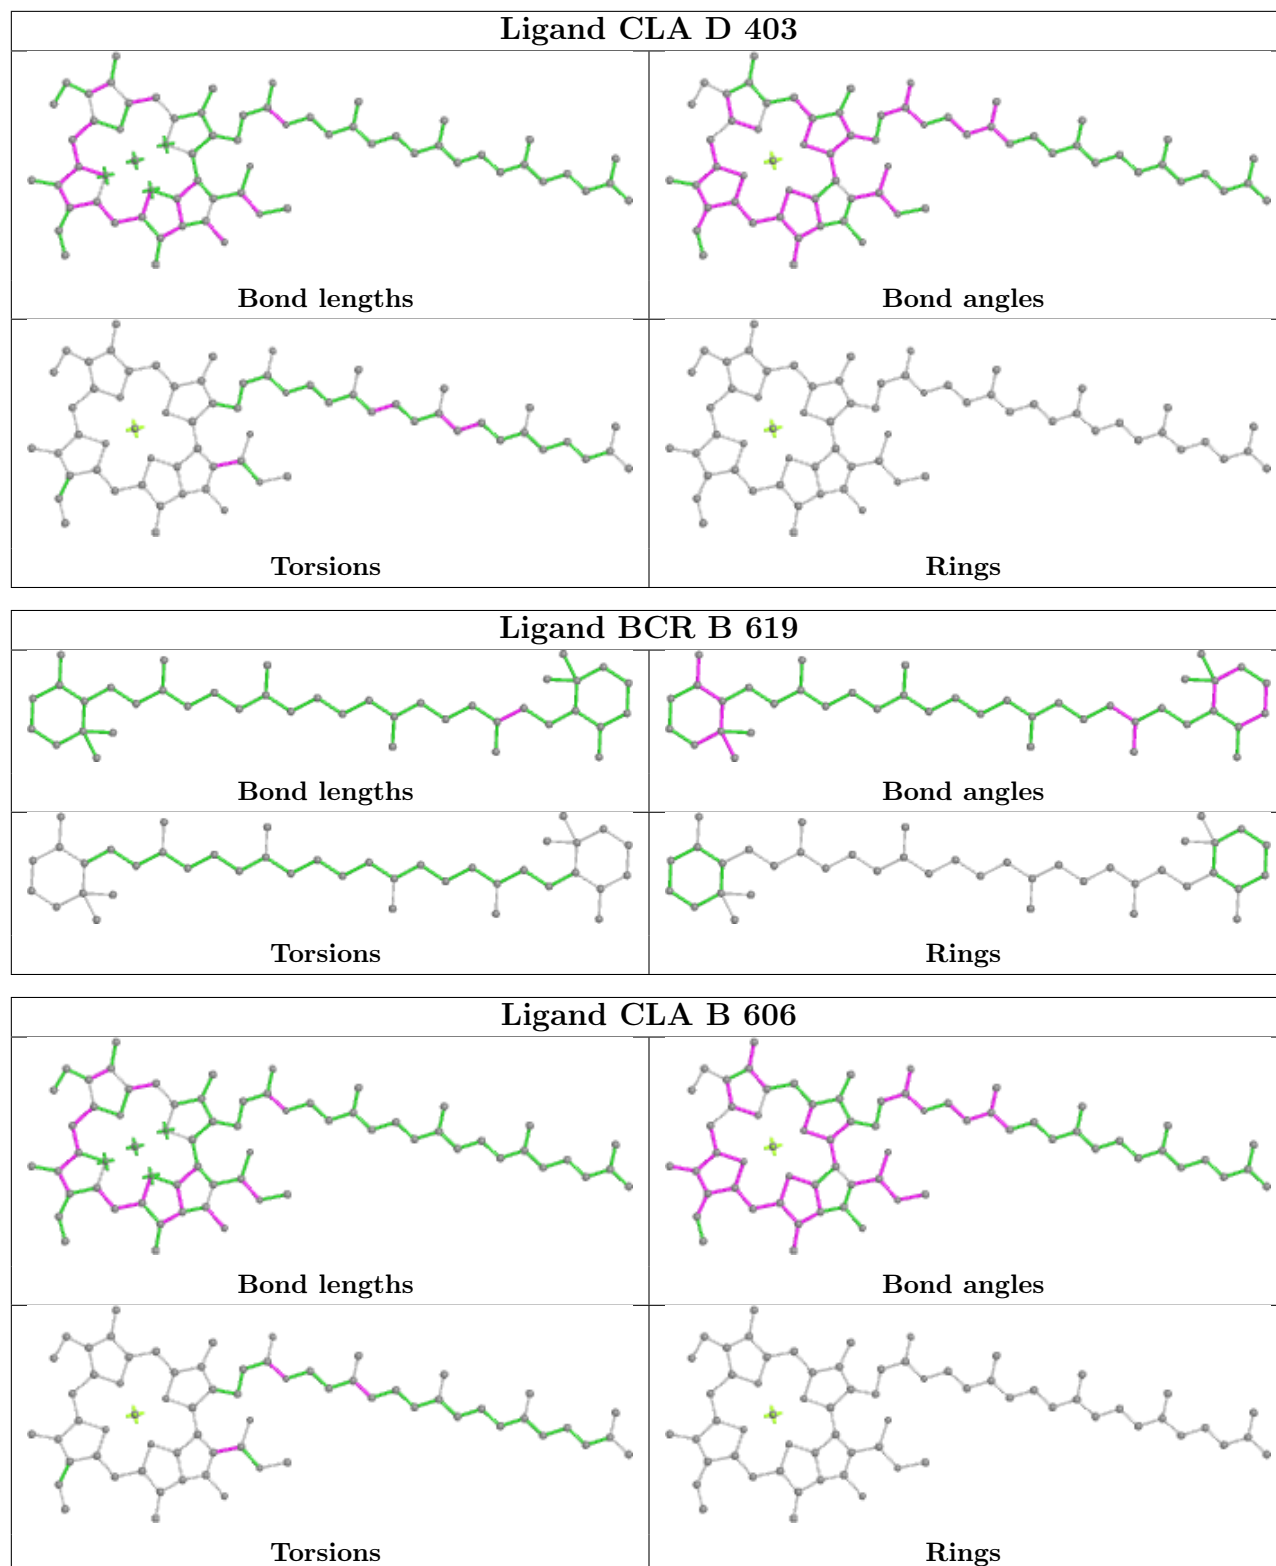 Ligand CLA D 403
Bond lengths
Bond angles
Torsions
Rings
Ligand BCR B 619
Bond lengths
Bond angles
Torsions
Rings
Ligand CLA B 606
Bond lengths
Bond angles
Torsions
Rings